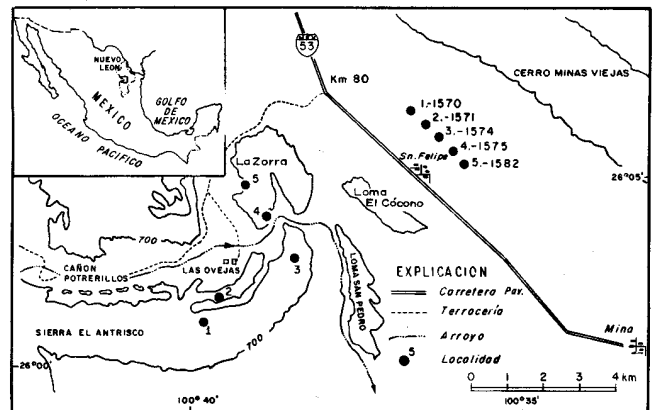 NUEVO
LEON
MEXICO
GOLFO
DE
MEXICO
OCEANO PACIFICO
53
Km 80
CERRO MINAS VIEJAS
1.-1570
2.-1571
3.-1574
4.-1575
5.-1582
Sn. Felipe
26°05'
La Zorra
5
4
Loma
El Cócono
700
CAÑON
POTRERILLOS
LAS OVEJAS
3
2
1
700
SIERRA EL ANTRISCO
LOMA SAN PEDRO
EXPLICACION
Carretera Pav.
Terrocería
Arroyo
5
Localidad
Mina
26°00'
0 1 2 3 4 km
100°40'
100°35'